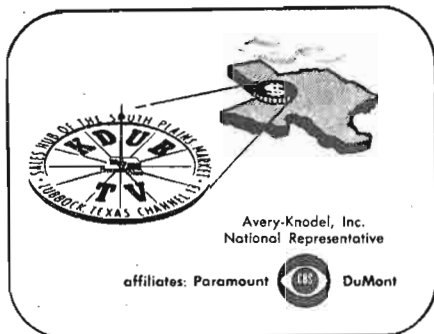 SALES HUB OF THE SOUTH PLAINS MARKET
KDUB
TV
LUBBOCK TEXAS CHANNEL 13
Avery-Knodel, Inc.
National Representative
affiliates: Paramount CBS DuMont